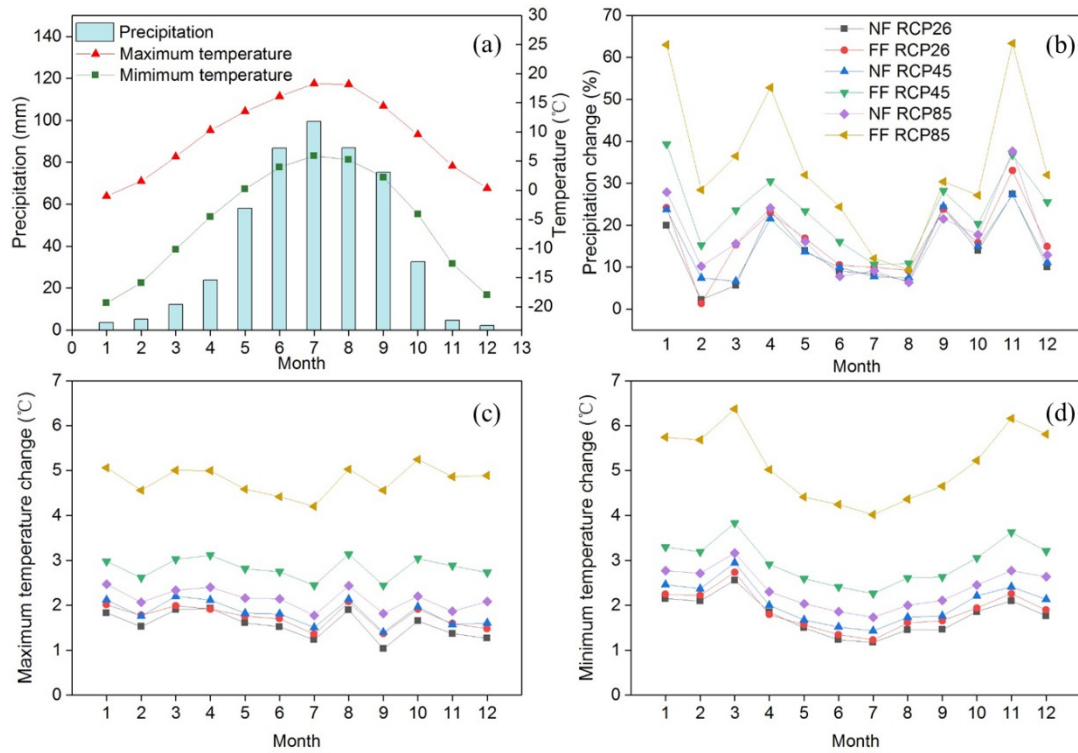 (a)
Precipitation
Maximum temperature
Mimimum temperature
Precipitation (mm)
0 20 40 60 80 100 120 140
Temperature (℃)
30 25 20 15 10 5 0 -5 -10 -15 -20
0 1 2 3 4 5 6 7 8 9 10 11 12 13
Month
(b)
NF RCP26
FF RCP26
NF RCP45
FF RCP45
NF RCP85
FF RCP85
Precipitation change (%)
70 60 50 40 30 20 10 0
1 2 3 4 5 6 7 8 9 10 11 12
Month
(c)
Maximum temperature change (℃)
7 6 5 4 3 2 1 0
1 2 3 4 5 6 7 8 9 10 11 12
Month
(d)
Minimum temperature change (℃)
7 6 5 4 3 2 1 0
1 2 3 4 5 6 7 8 9 10 11 12
Month